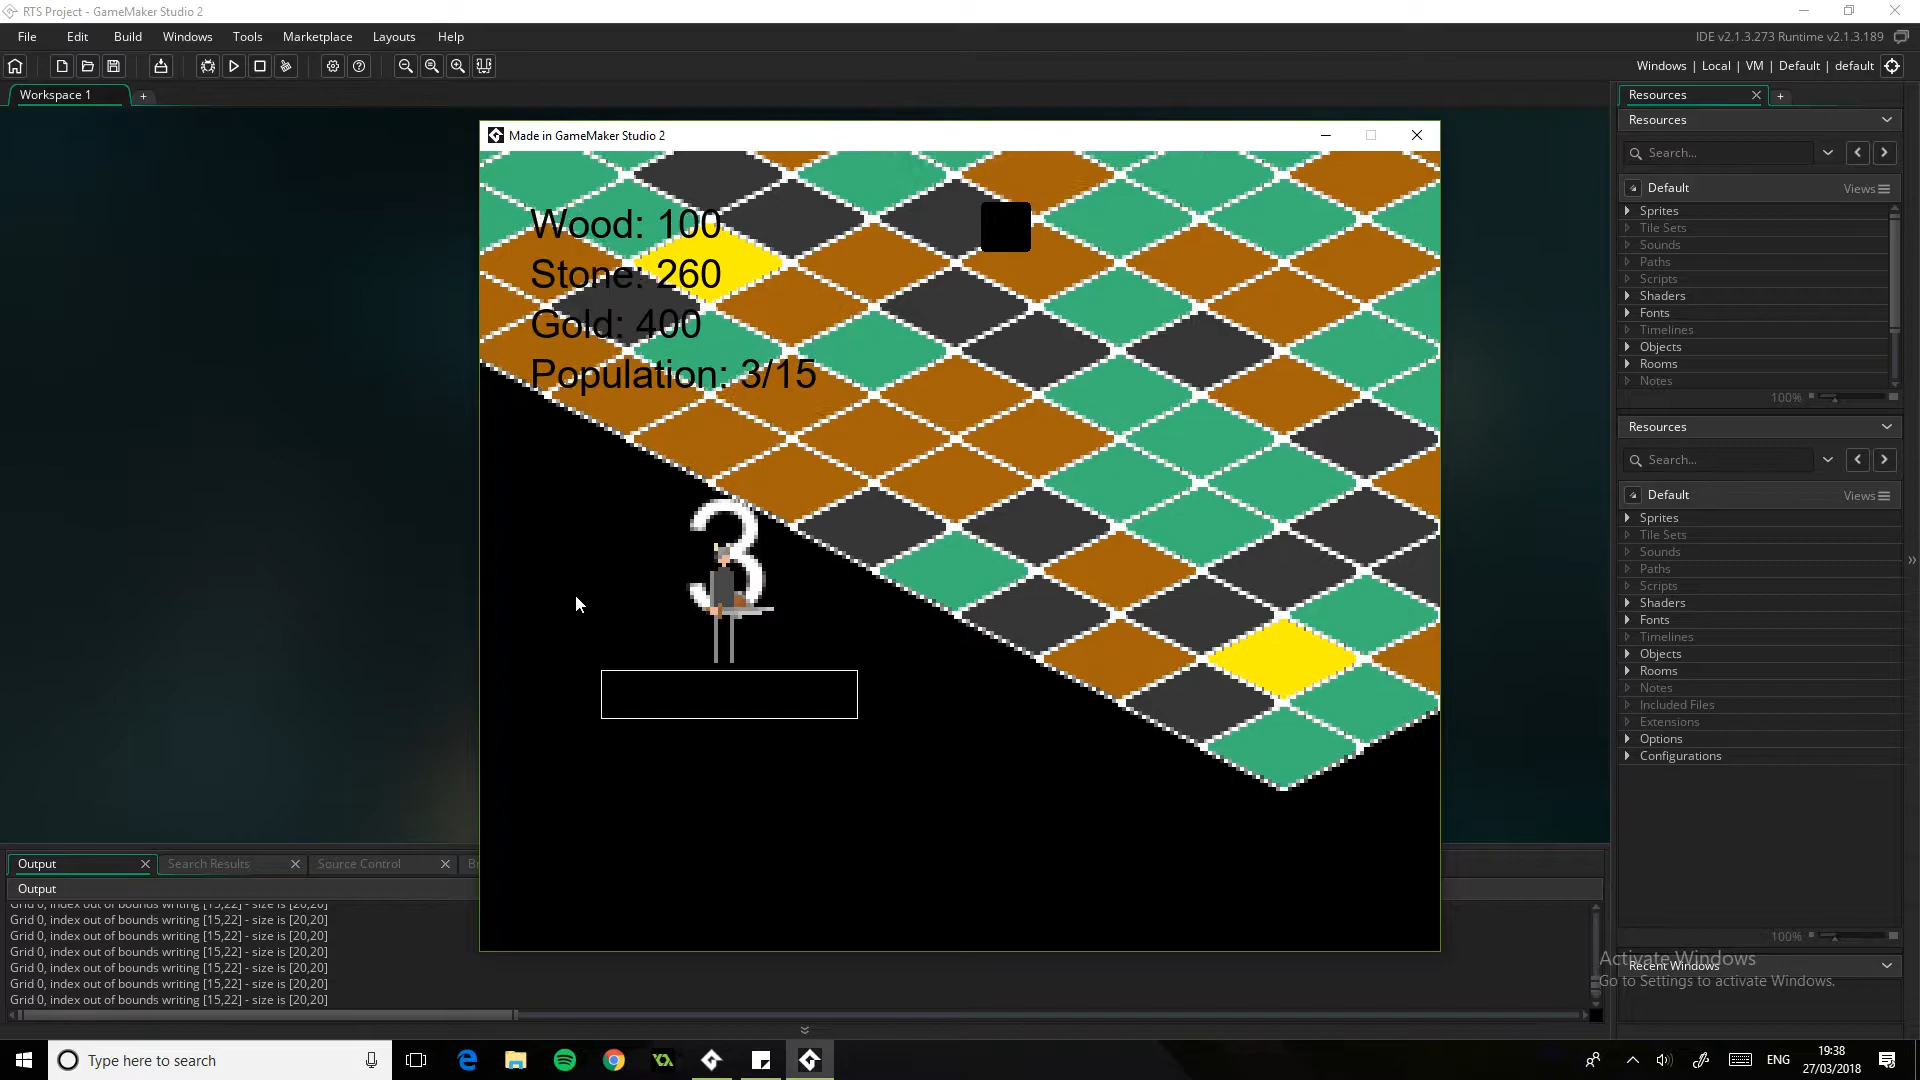 RTS Project - GameMaker Studio 2
File Edit Build Windows Tools Marketplace Layouts Help
IDE v2.1.3.273 Runtime v2.1.3.189
Windows | Local | VM | Default | default
Workspace 1
Resources
Made in GameMaker Studio 2
Resources
Search...
Default
Views
Sprites
Tile Sets
Sounds
Paths
Scripts
Shaders
Fonts
Timelines
Objects
Rooms
Notes
100%
Wood: 100
Stone: 260
Gold: 400
Population: 3/15
3
Resources
Search...
Default
Views
Sprites
Tile Sets
Sounds
Paths
Scripts
Shaders
Fonts
Timelines
Objects
Rooms
Notes
Included Files
Extensions
Options
Configurations
100%
Recent Windows
Activate Windows
Go to Settings to activate Windows.
Output
Search Results
Source Control
Output
Grid 0, index out of bounds writing [15,22] - size is [20,20]
Grid 0, index out of bounds writing [15,22] - size is [20,20]
Grid 0, index out of bounds writing [15,22] - size is [20,20]
Grid 0, index out of bounds writing [15,22] - size is [20,20]
Grid 0, index out of bounds writing [15,22] - size is [20,20]
Grid 0, index out of bounds writing [15,22] - size is [20,20]
Grid 0, index out of bounds writing [15,22] - size is [20,20]
Type here to search
ENG
19:38
27/03/2018